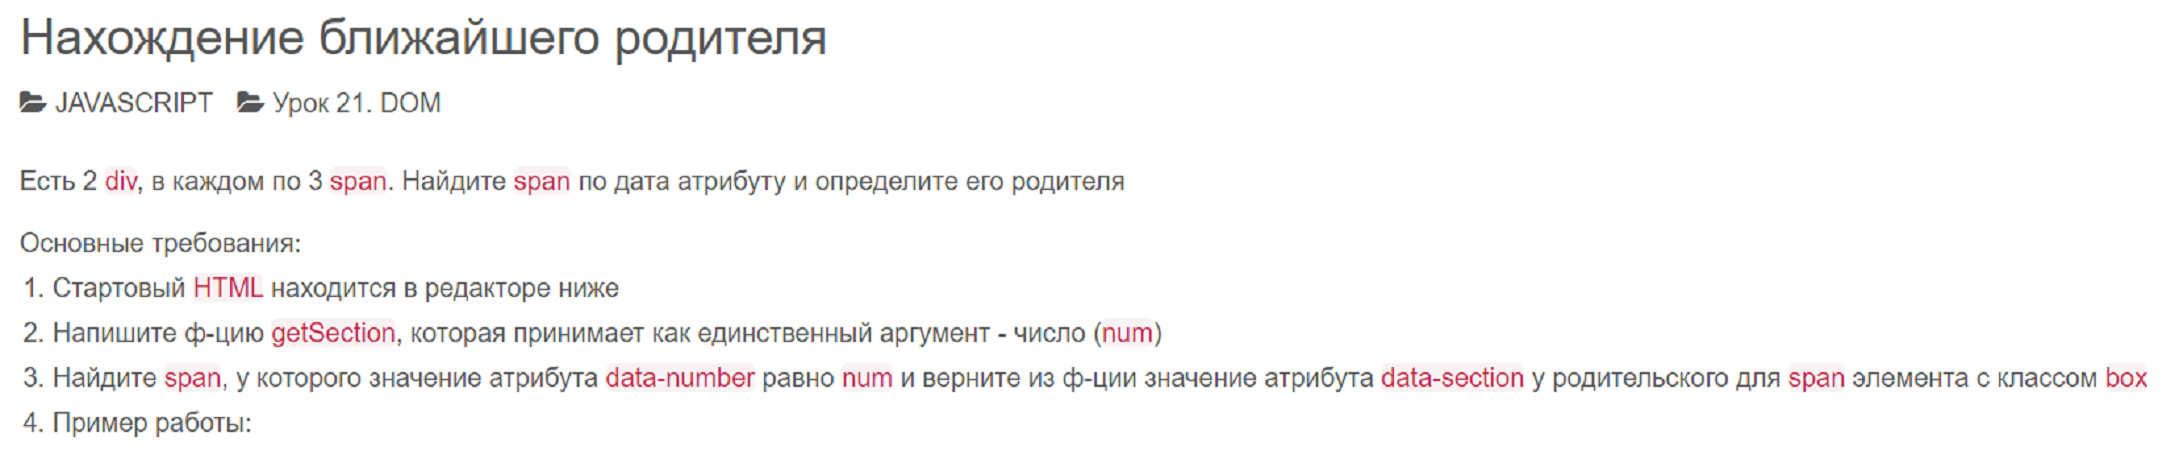 Нахождение ближайшего родителя
JAVASCRIPT Урок 21. DOM
Есть 2 div, в каждом по 3 span. Найдите span по дата атрибуту и определите его родителя
Основные требования:
1. Стартовый HTML находится в редакторе ниже
2. Напишите ф-цию getSection, которая принимает как единственный аргумент - число (num)
3. Найдите span, у которого значение атрибута data-number равно num и верните из ф-ции значение атрибута data-section у родительского для span элемента с классом box
4. Пример работы: